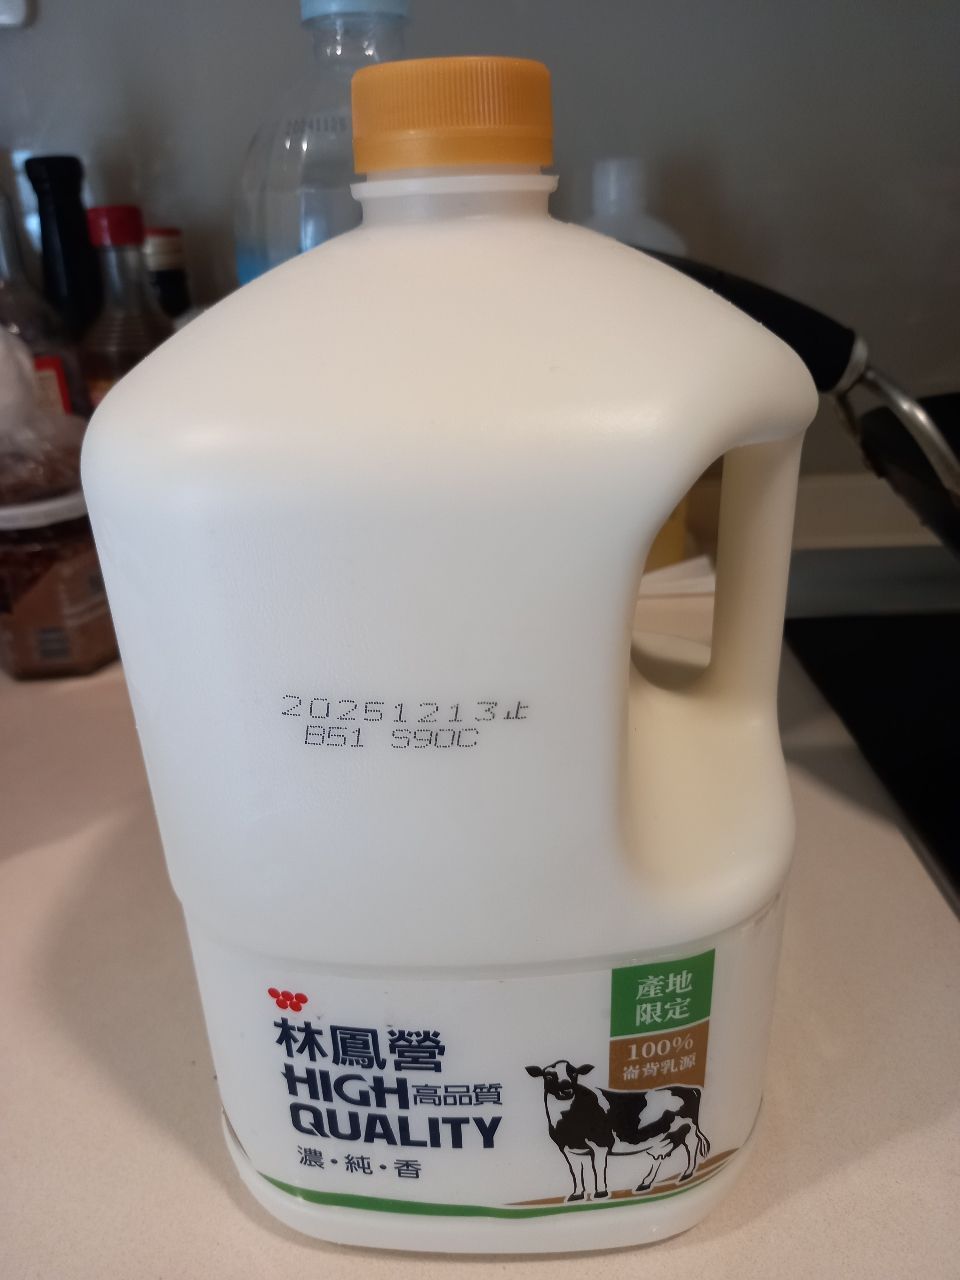 20251213止
B51 S90C
產地
限定
100%
崙背乳源
林鳳營
HIGH高品質
QUALITY
濃·純·香